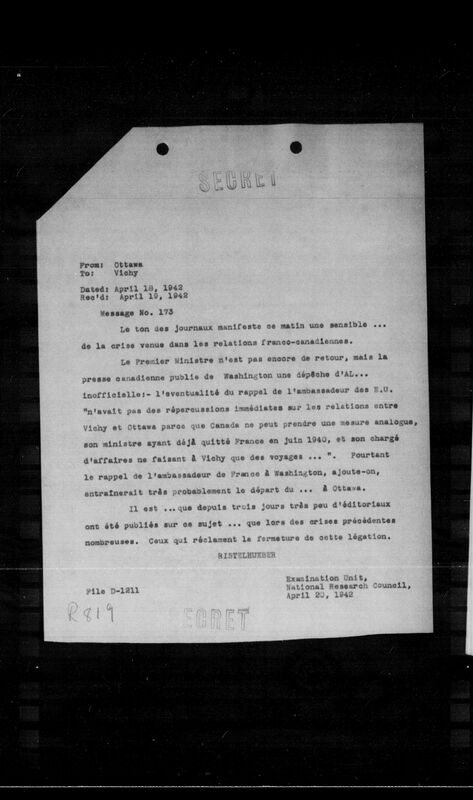 SECRET
From: Ottawa
To: Vichy
Dated: April 18, 1942
Rec'd: April 19, 1942
Message No. 173
Le ton des journaux manifeste ce matin une sensible ...
de la crise venue dans les relations franco-canadiennes.
Le Premier Ministre n'est pas encore de retour, mais la
presse canadienne publie de Washington une dépêche d'AL...
inofficielle:- l'eventualité du rappel de l'ambassadeur des E.U.
"n'avait pas des répercussions immédiates sur les relations entre
Vichy et Ottawa parce que Canada ne peut prendre une mesure analogue,
son ministre ayant déjà quitté France en juin 1940, et son chargé
d'affaires ne faisant à Vichy que des voyages ... ". Pourtant
le rappel de l'ambassadeur de France à Washington, ajoute-on,
entraînerait très probablement le départ du ... à Ottawa.
Il est ...que depuis trois jours très peu d'éditoriaux
ont été publiés sur ce sujet ... que lors des crises précédentes
nombreuses. Ceux qui réclament la fermeture de cette légation.
RISTELHUEBER
Examination Unit,
File D-1211 National Research Council,
April 20, 1942
R819
SECRET